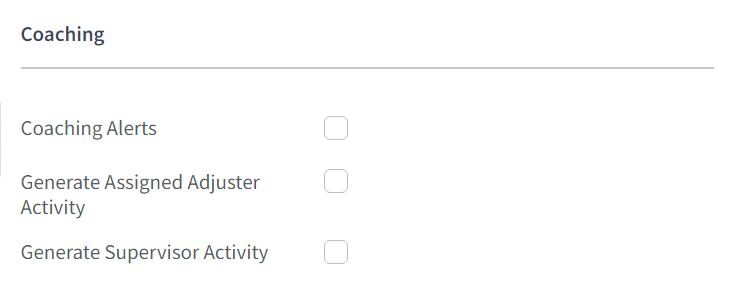 Coaching
Coaching Alerts
Generate Assigned Adjuster
Activity
Generate Supervisor Activity